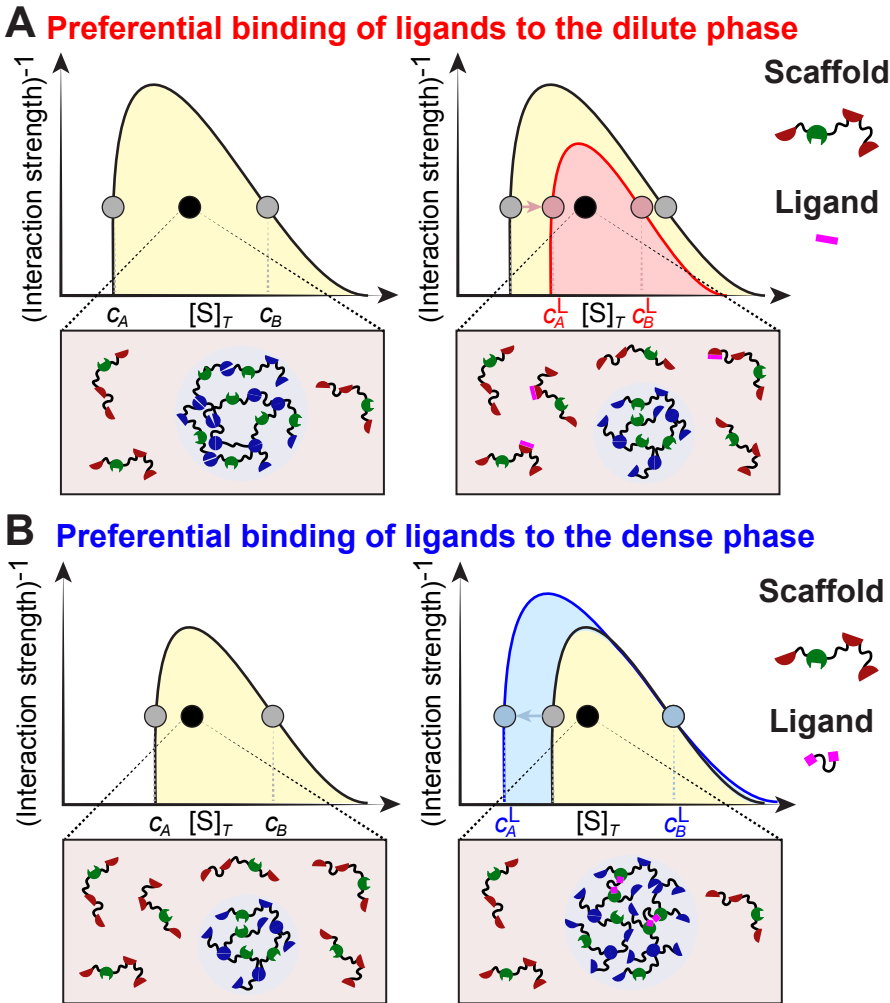 A Preferential binding of ligands to the dilute phase
(Interaction strength)-1
cA [S]T cB
(Interaction strength)-1
cAL [S]T cBL
Scaffold
Ligand
B Preferential binding of ligands to the dense phase
(Interaction strength)-1
cA [S]T cB
(Interaction strength)-1
cAL [S]T cBL
Scaffold
Ligand